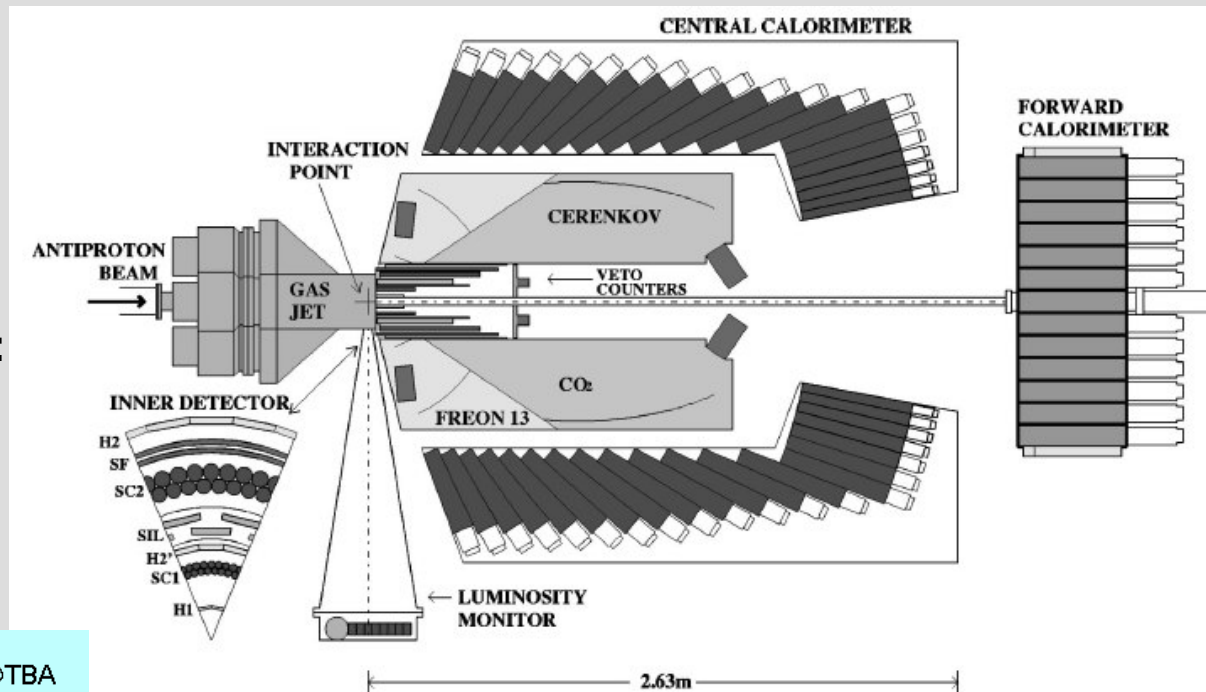 CENTRAL CALORIMETER
FORWARD
CALORIMETER
INTERACTION
POINT
CERENKOV
ANTIPROTON
BEAM
VETO
COUNTERS
GAS
JET
CO₂
INNER DETECTOR
FREON 13
H2
SF
SC2
SIL
H2'
SC1
H1
LUMINOSITY
MONITOR
2.63m
TBA